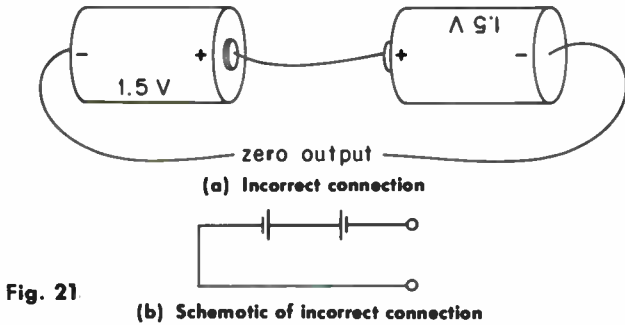 - + + -
1.5 V 1.5 V
zero output
(a) Incorrect connection
Fig. 21
(b) Schemotic of incorrect connection